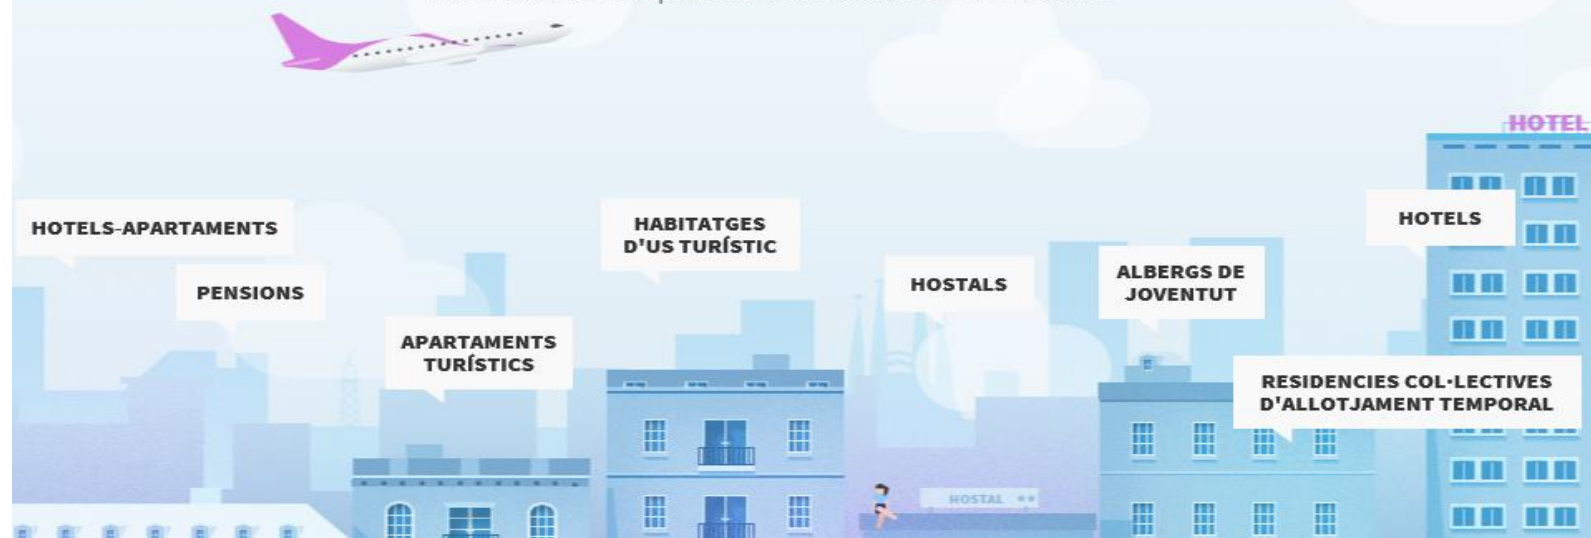 HOTEL
HOTELS-APARTAMENTS
HABITATGES
D'US TURÍSTIC
HOTELS
PENSIONS
HOSTALS
ALBERGS DE
JOVENTUT
APARTAMENTS
TURÍSTICS
RESIDENCIES COL·LECTIVES
D'ALLOTJAMENT TEMPORAL
HOSTAL **